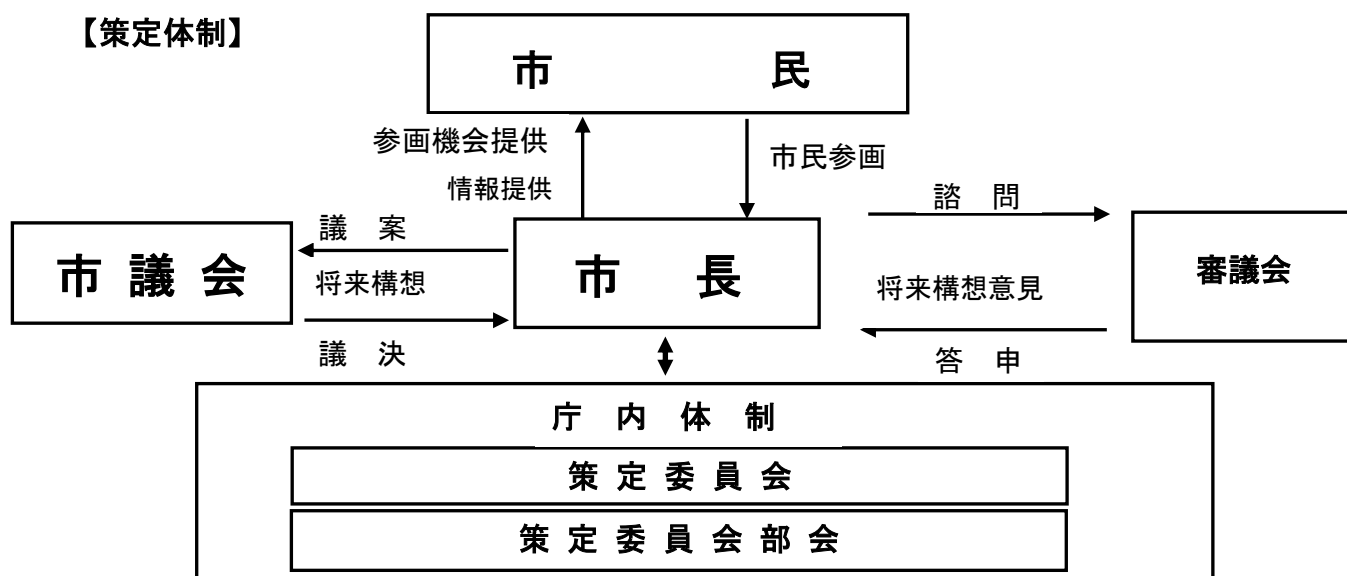 【策定体制】
市 民
参画機会提供
情報提供
市民参画
諮 問
議 案
市 議 会
将来構想
市 長
将来構想意見
審議会
議 決
答 申
庁 内 体 制
策 定 委 員 会
策 定 委 員 会 部 会